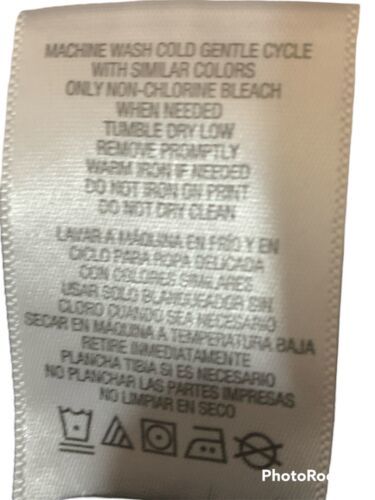 MACHINE WASH COLD GENTLE CYCLE
WITH SIMILAR COLORS
ONLY NON-CHLORINE BLEACH
WHEN NEEDED
TUMBLE DRY LOW
REMOVE PROMPTLY
WARM IRON IF NEEDED
DO NOT IRON ON PRINT
DO NOT DRY CLEAN
LAVAR A MÁQUINA EN FRÍO Y EN
CICLO PARA ROPA DELICADA
CON COLORES SIMILARES
USAR SOLO BLANQUEADOR SIN
CLORO CUANDO SEA NECESARIO
SECAR EN MÁQUINA A TEMPERATURA BAJA
RETIRE INMEDIATAMENTE
PLANCHA TIBIA SI ES NECESARIO
NO PLANCHAR LAS PARTES IMPRESAS
NO LIMPIAR EN SECO
PhotoRoo